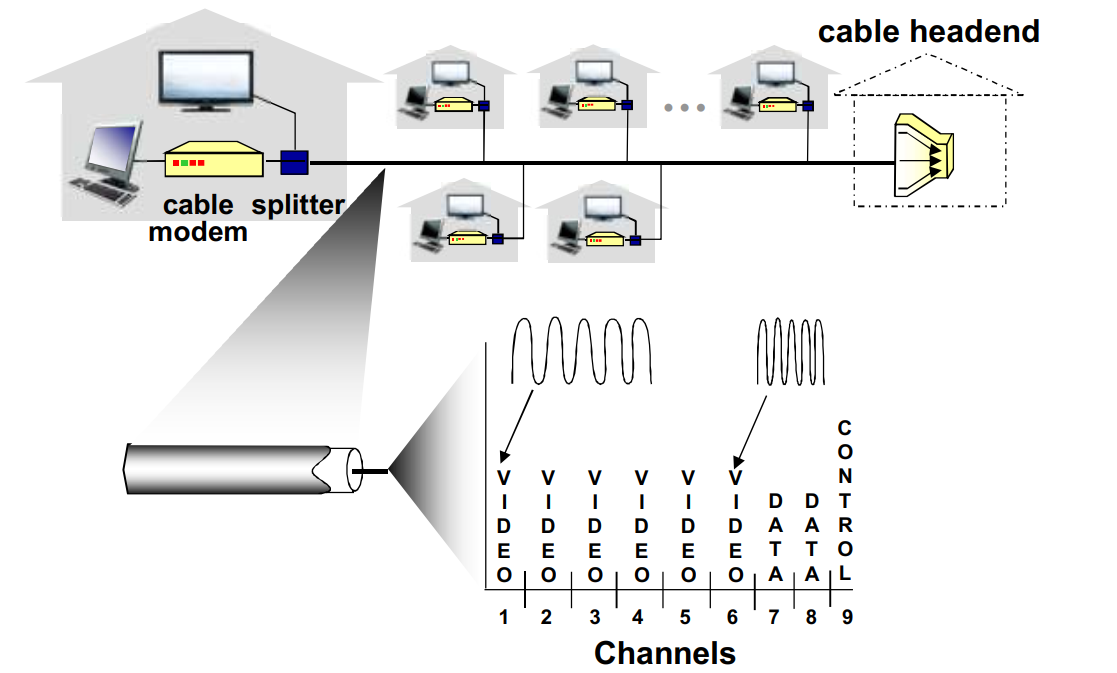 cable headend
cable splitter
modem
VIDEO
VIDEO
VIDEO
VIDEO
VIDEO
VIDEO
DATA
DATA
CONTROL
1 2 3 4 5 6 7 8 9
Channels